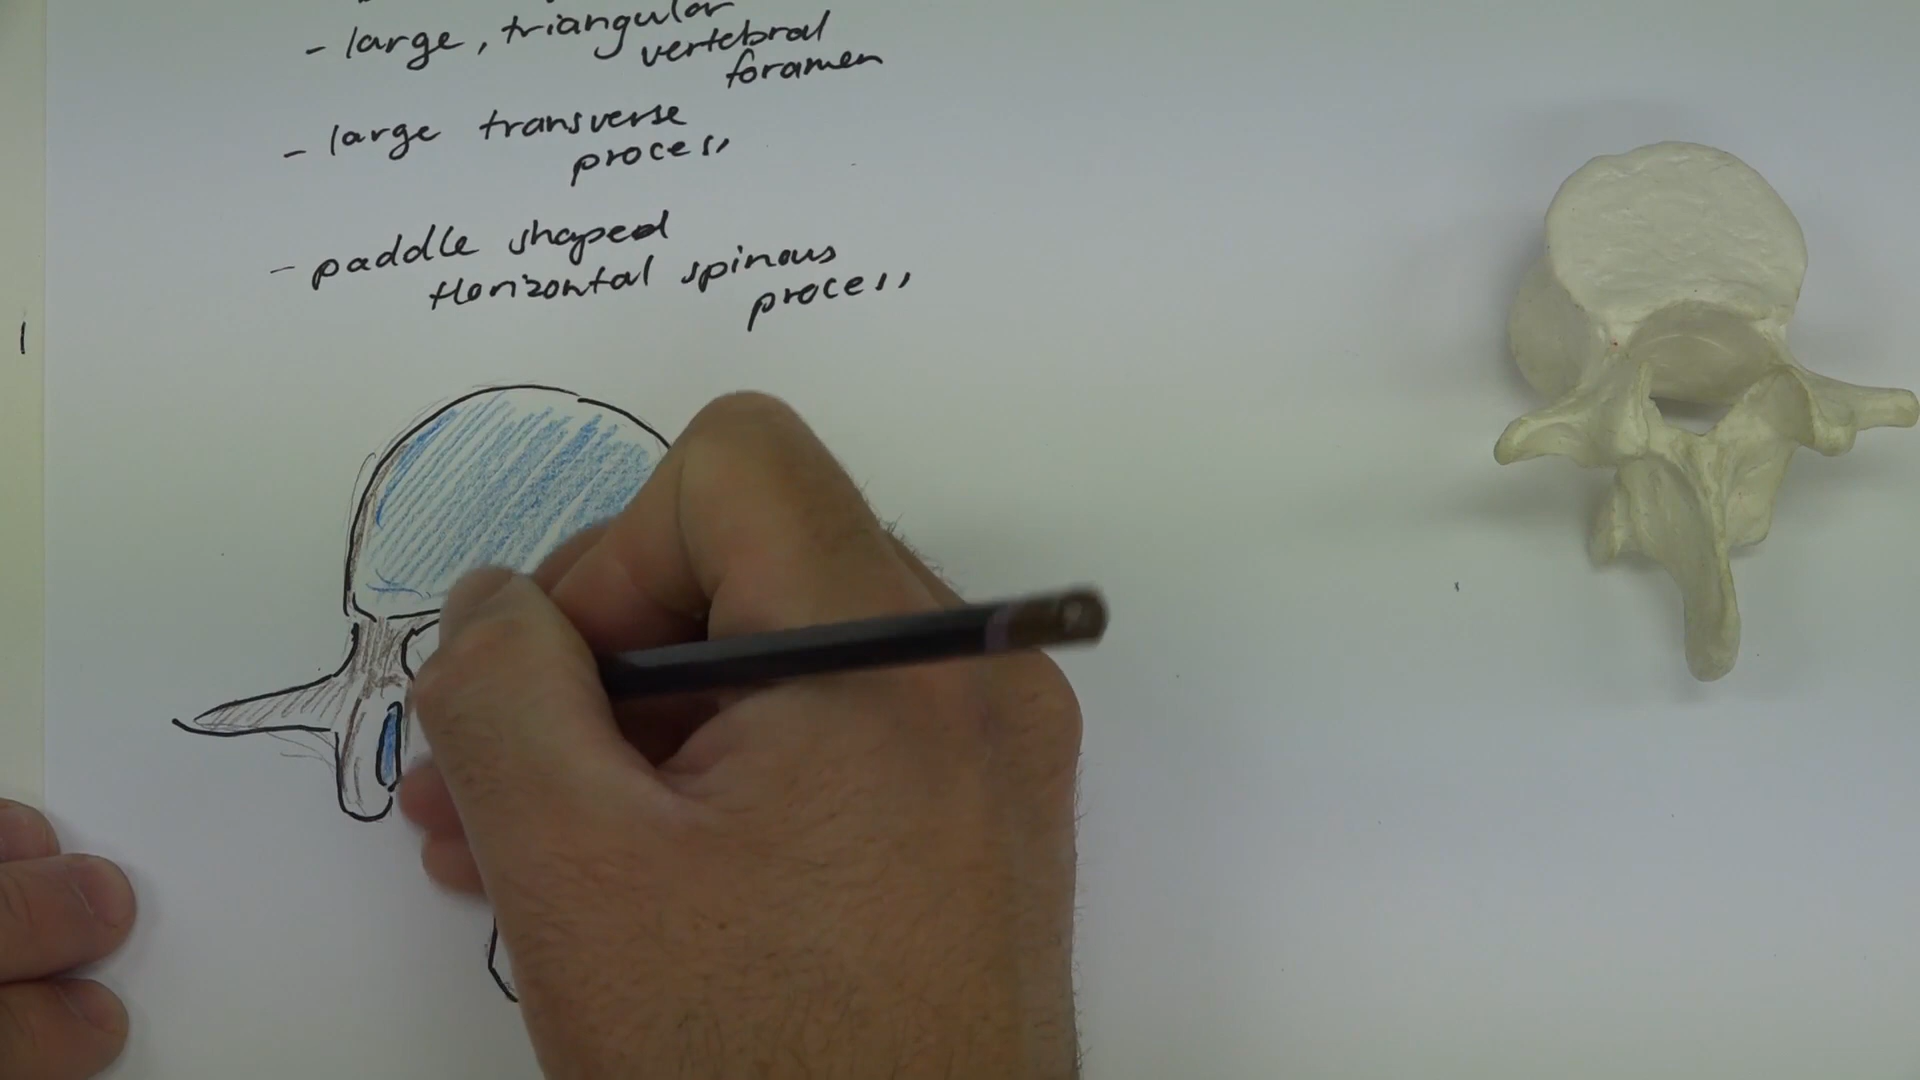 - large, triangular
vertebral
foramen
- large transverse
process
- paddle shaped
Horizontal spinous
process